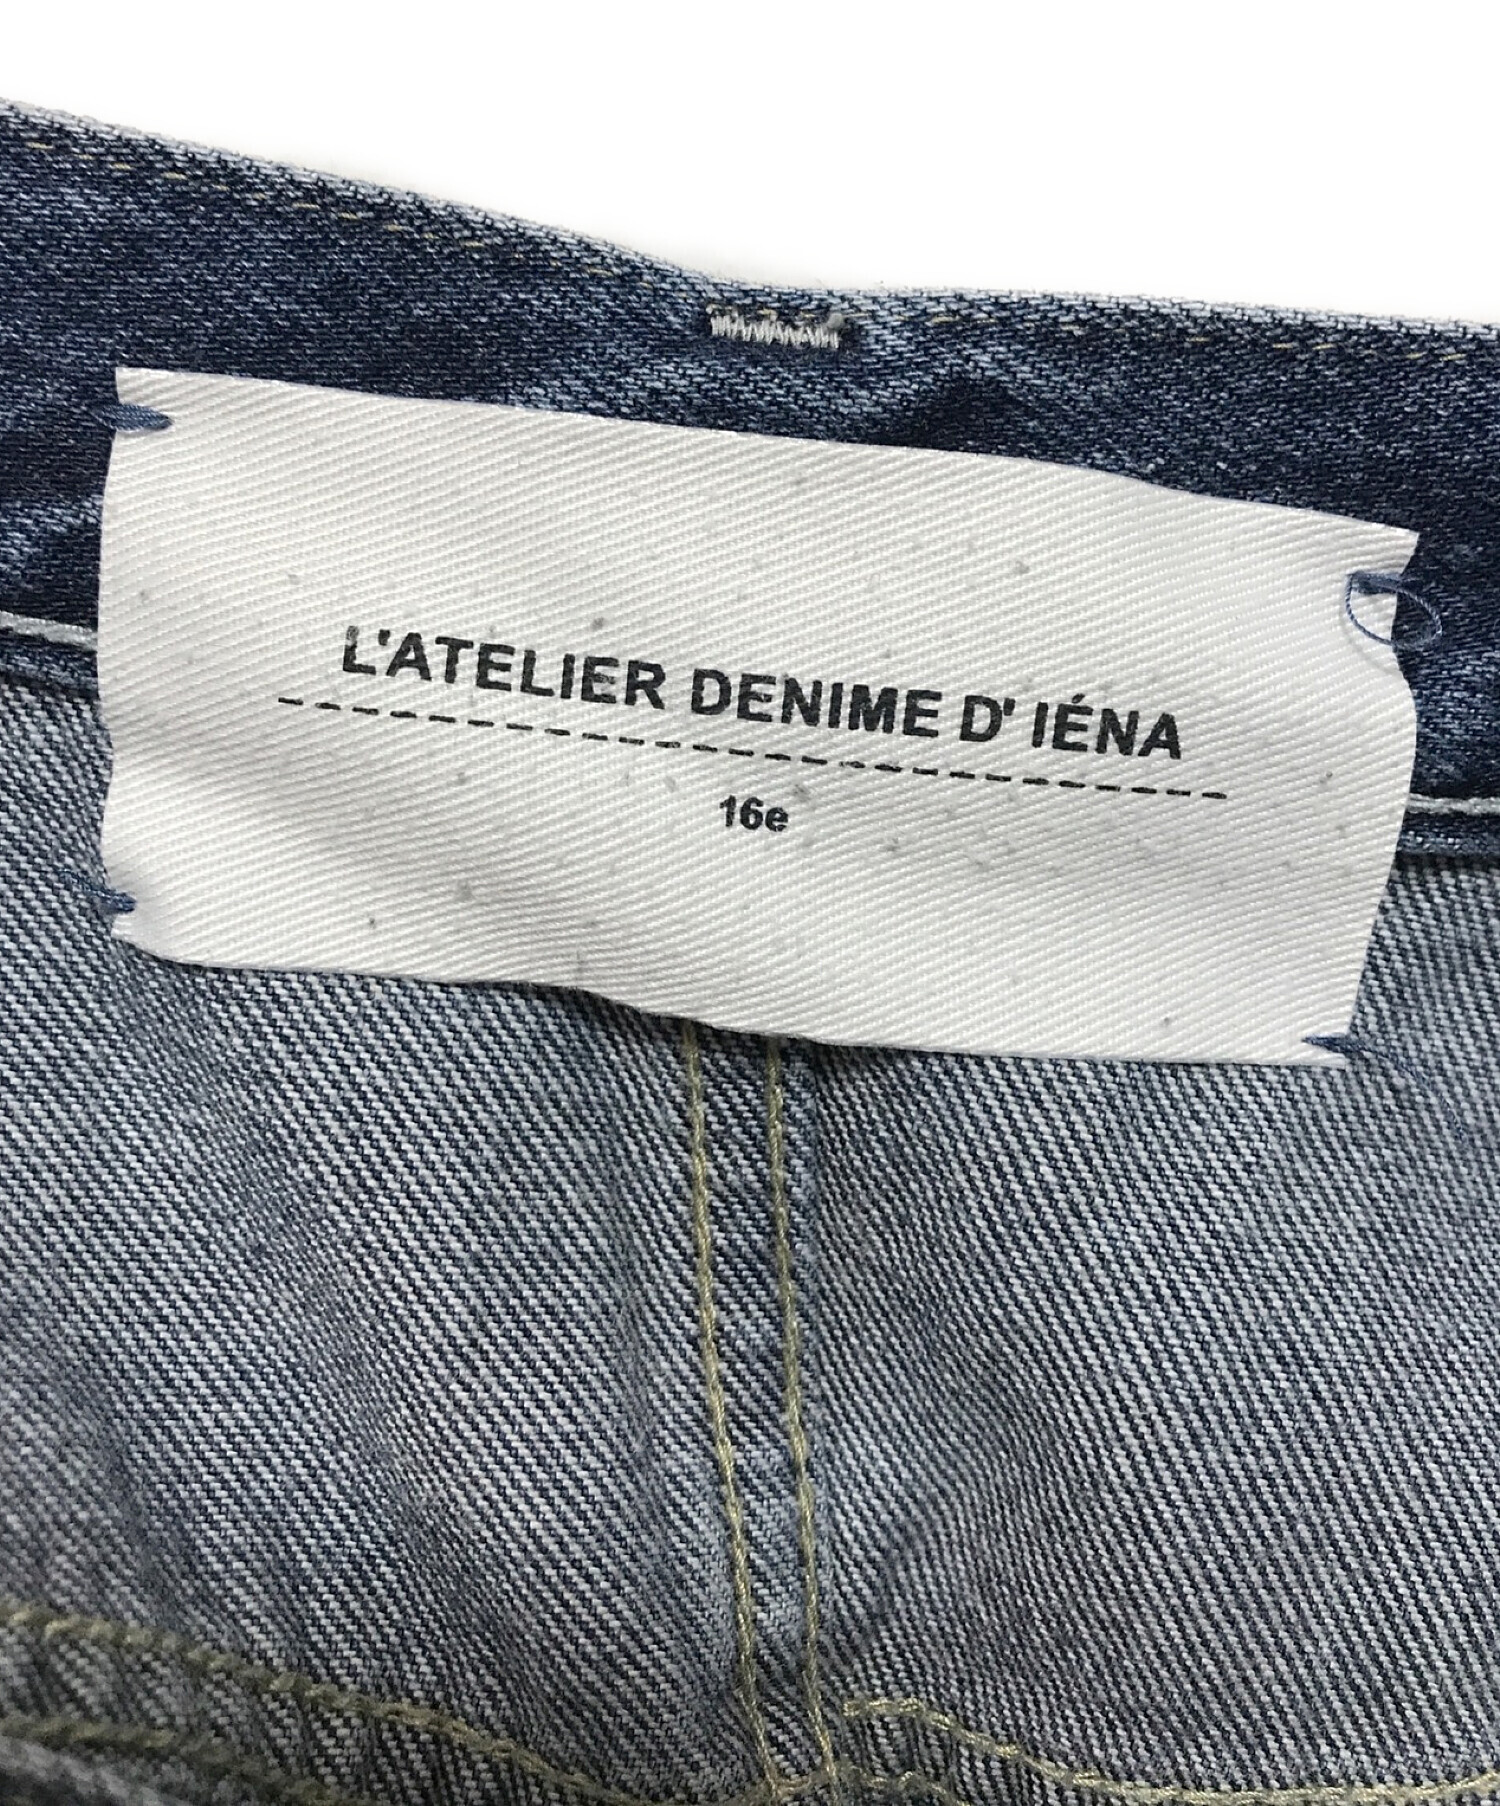 L'ATELIER DENIME D' IÉNA
16e